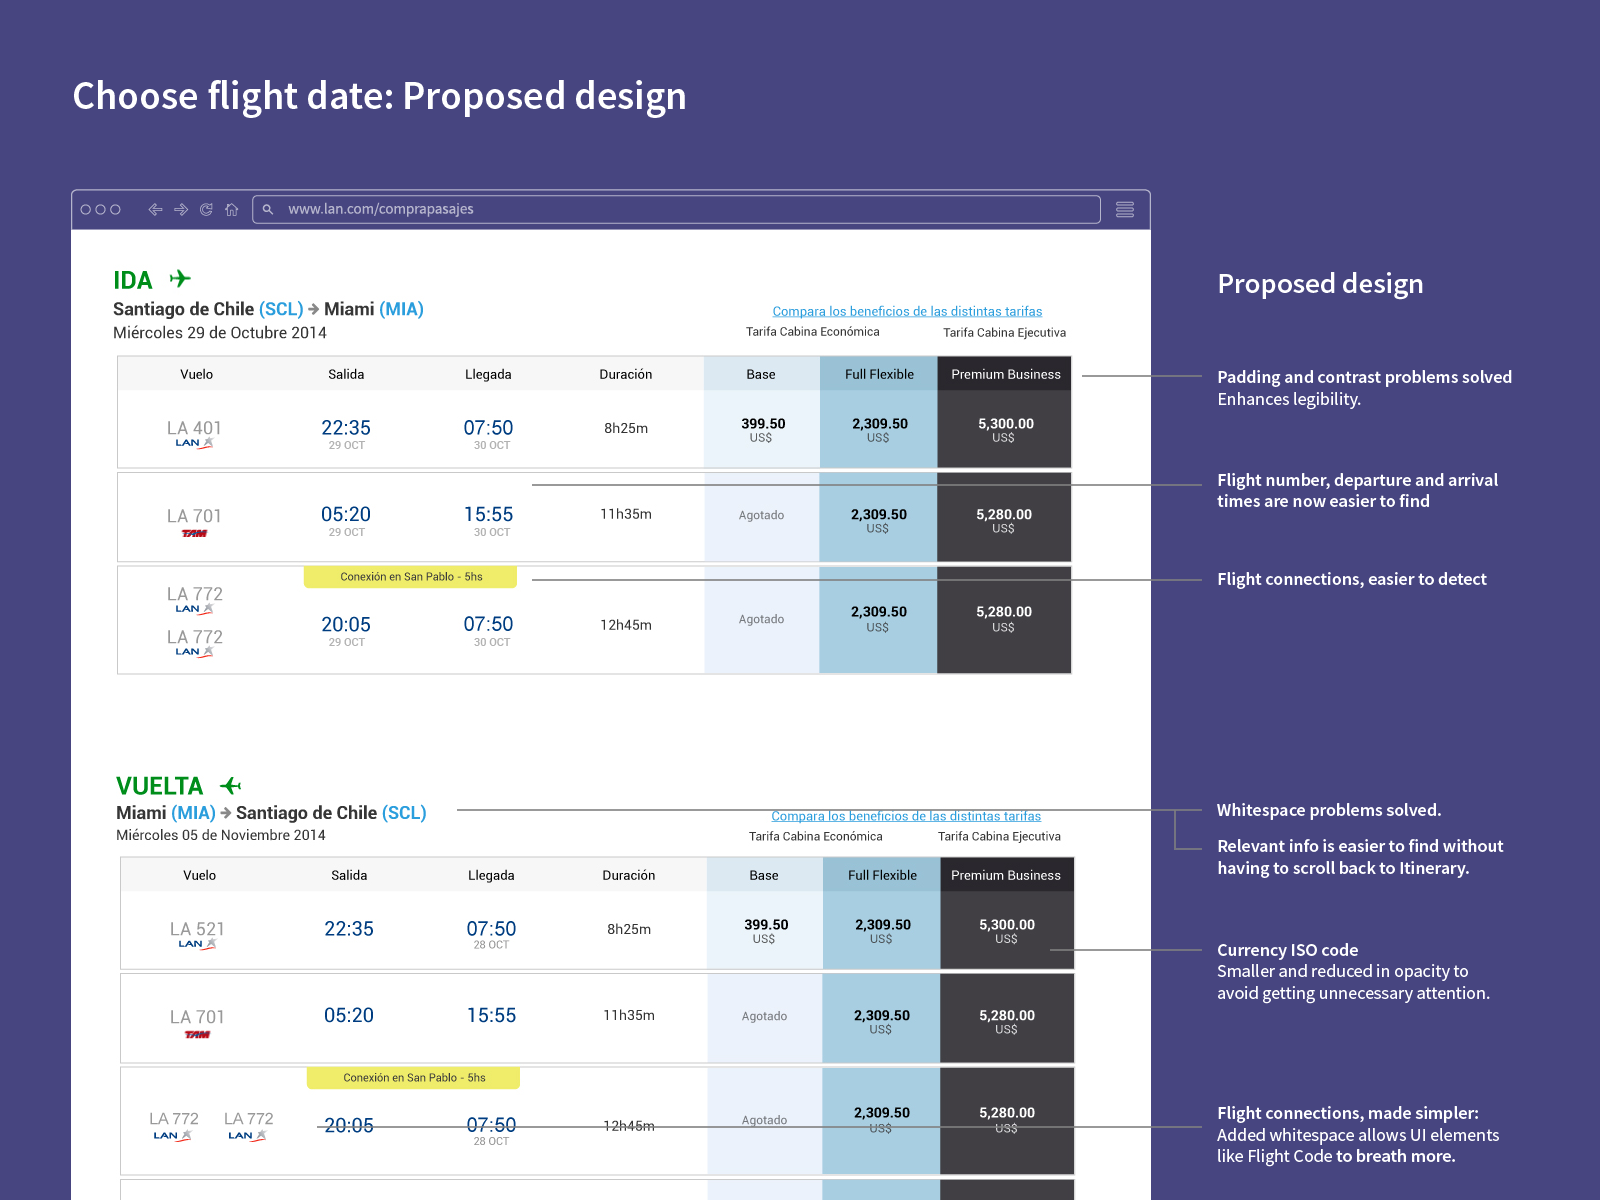 Choose flight date: Proposed design
www.lan.com/comprapasajes
IDA
Santiago de Chile (SCL) → Miami (MIA)
Miércoles 29 de Octubre 2014
Compara los beneficios de las distintas tarifas
Tarifa Cabina Económica Tarifa Cabina Ejecutiva
Vuelo Salida Llegada Duración Base Full Flexible Premium Business
LA 401 22:35 07:50 8h25m 399.50 2,309.50 5,300.00
LAN 29 OCT 30 OCT US$ US$ US$
LA 701 05:20 15:55 11h35m Agotado 2,309.50 5,280.00
TAM 29 OCT 30 OCT US$ US$
Conexión en San Pablo - 5hs
LA 772
LAN
20:05 07:50 12h45m Agotado 2,309.50 5,280.00
29 OCT 30 OCT US$ US$
LA 772
LAN
VUELTA
Miami (MIA) → Santiago de Chile (SCL)
Miércoles 05 de Noviembre 2014
Compara los beneficios de las distintas tarifas
Tarifa Cabina Económica Tarifa Cabina Ejecutiva
Vuelo Salida Llegada Duración Base Full Flexible Premium Business
LA 521 22:35 07:50 8h25m 399.50 2,309.50 5,300.00
LAN 28 OCT US$ US$ US$
LA 701 05:20 15:55 11h35m Agotado 2,309.50 5,280.00
TAM US$ US$
Conexión en San Pablo - 5hs
LA 772 LA 772 20:05 07:50 12h45m Agotado 2,309.50 5,280.00
LAN LAN 28 OCT US$ US$
Proposed design
Padding and contrast problems solved
Enhances legibility.
Flight number, departure and arrival
times are now easier to find
Flight connections, easier to detect
Whitespace problems solved.
Relevant info is easier to find without
having to scroll back to Itinerary.
Currency ISO code
Smaller and reduced in opacity to
avoid getting unnecessary attention.
Flight connections, made simpler:
Added whitespace allows UI elements
like Flight Code to breath more.